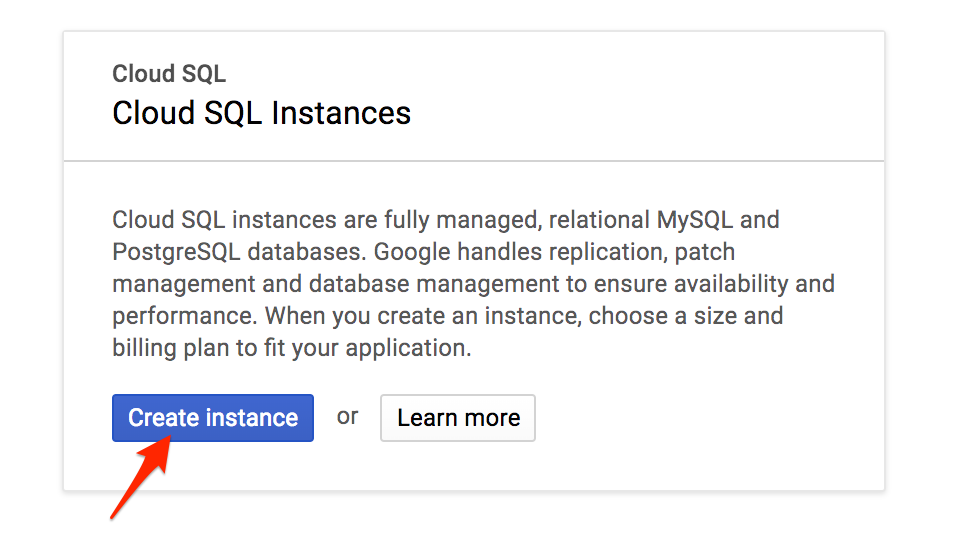 Cloud SQL
Cloud SQL Instances
Cloud SQL instances are fully managed, relational MySQL and
PostgreSQL databases. Google handles replication, patch
management and database management to ensure availability and
performance. When you create an instance, choose a size and
billing plan to fit your application.
Create instance or Learn more